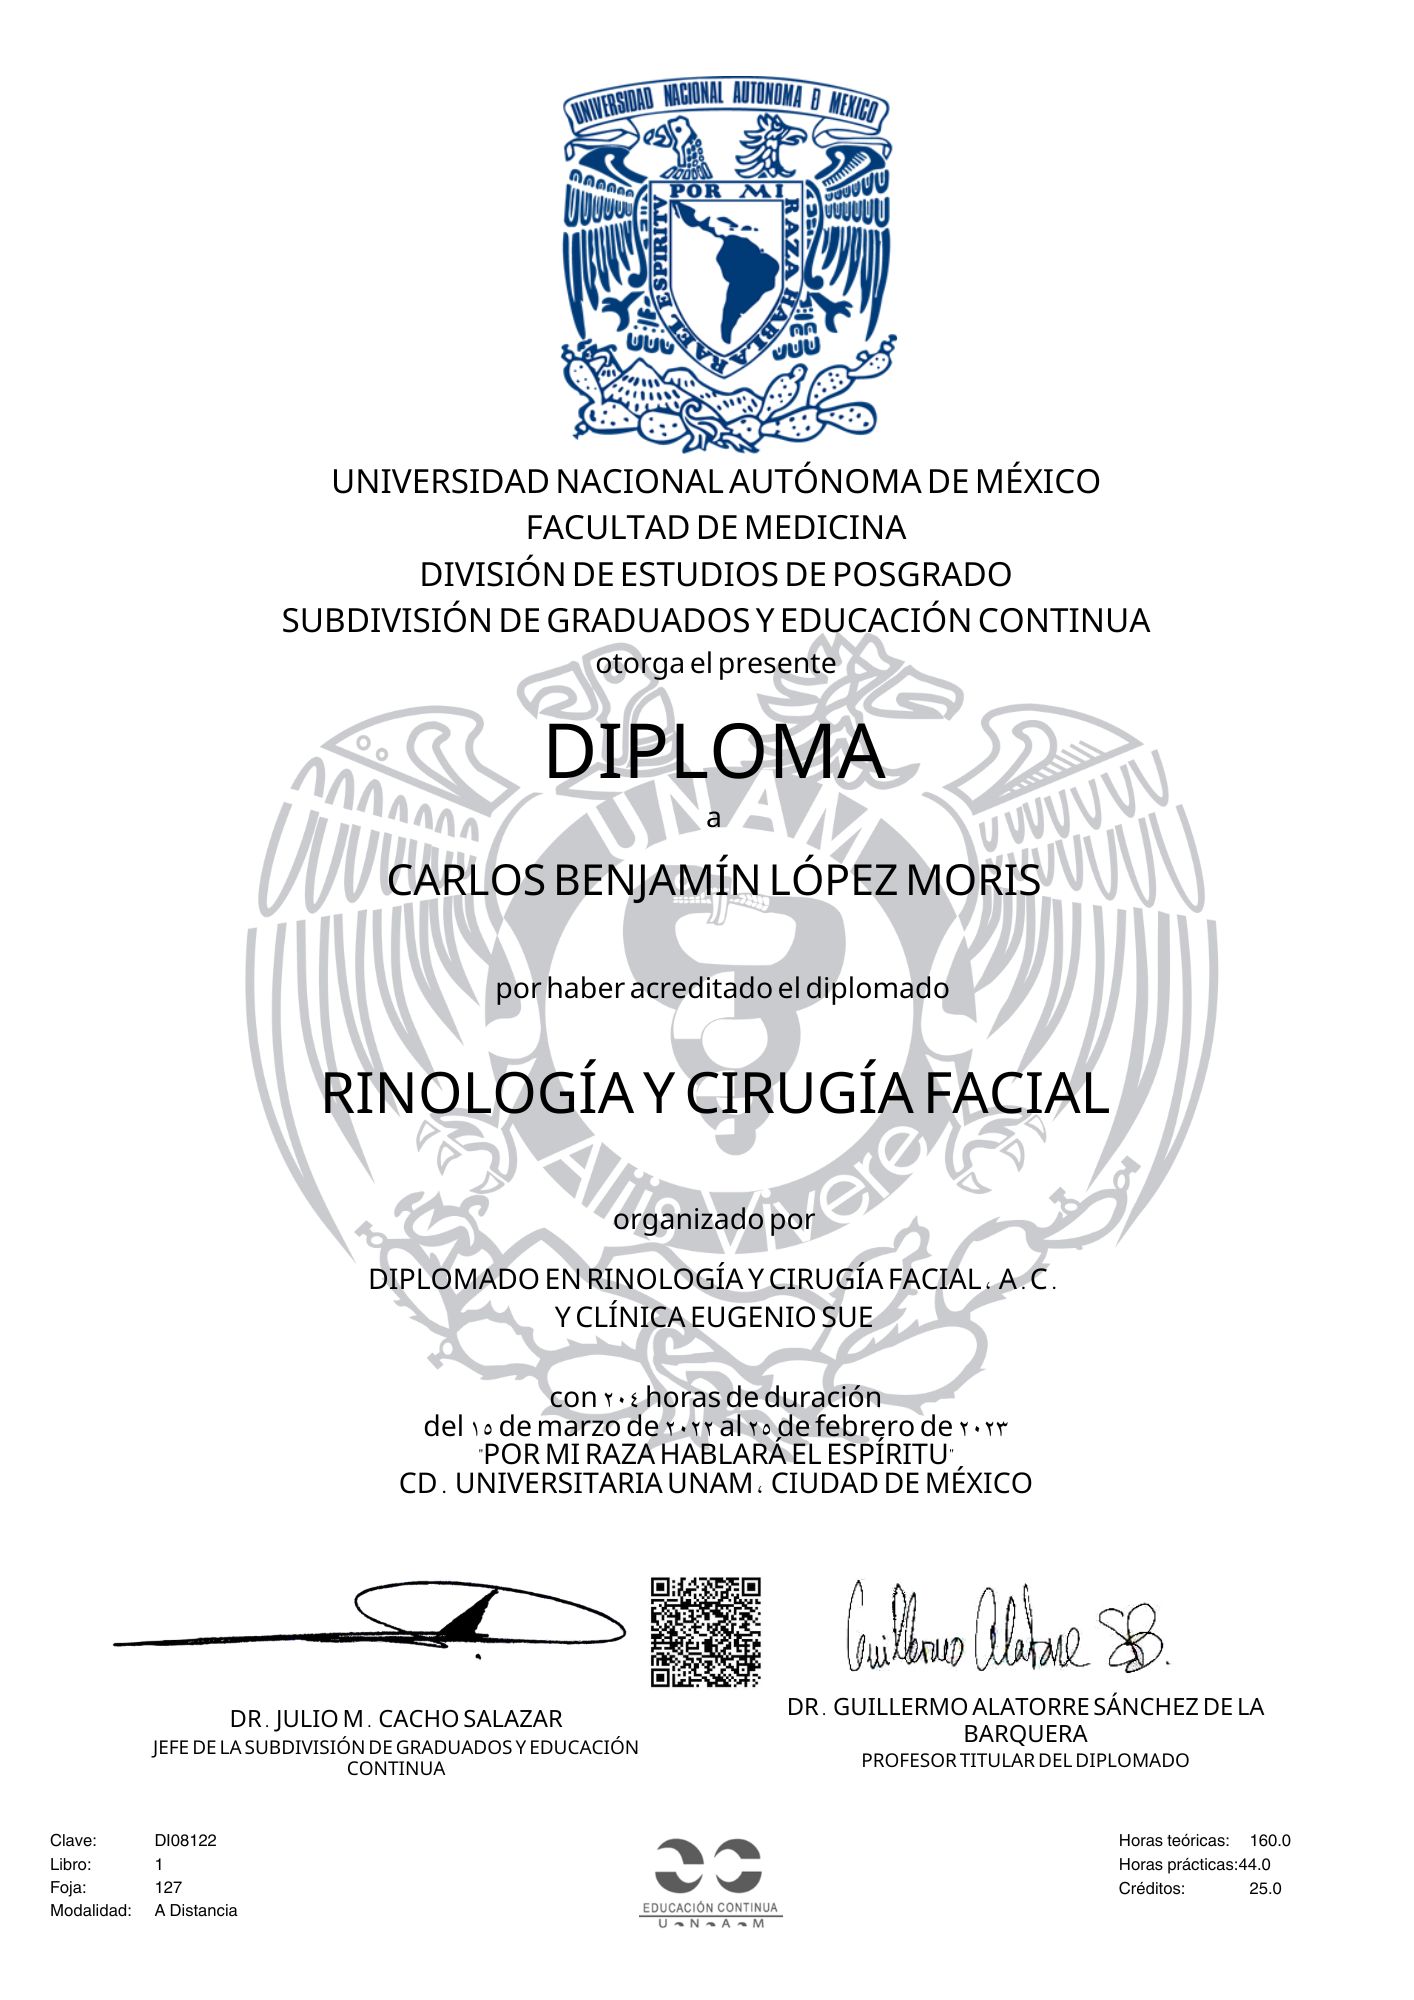 UNIVERSIDAD NACIONAL AUTONOMA D MEXICO
POR MI RAZA HABLARA EL ESPIRITV
UNIVERSIDAD NACIONAL AUTÓNOMA DE MÉXICO
FACULTAD DE MEDICINA
DIVISIÓN DE ESTUDIOS DE POSGRADO
SUBDIVISIÓN DE GRADUADOS Y EDUCACIÓN CONTINUA
otorga el presente
DIPLOMA
UNAM
a
CARLOS BENJAMÍN LÓPEZ MORIS
por haber acreditado el diplomado
RINOLOGÍA Y CIRUGÍA FACIAL
Aliis Vivere
organizado por
DIPLOMADO EN RINOLOGÍA Y CIRUGÍA FACIAL، A.C.
Y CLÍNICA EUGENIO SUE
con ٢٠٤ horas de duración
del ١٥ de marzo de ٢٠٢٢ al ٢٥ de febrero de ٢٠٢٣
"POR MI RAZA HABLARÁ EL ESPÍRITU"
CD. UNIVERSITARIA UNAM، CIUDAD DE MÉXICO
Guillermo Alatorre SB.
DR. JULIO M. CACHO SALAZAR
JEFE DE LA SUBDIVISIÓN DE GRADUADOS Y EDUCACIÓN
CONTINUA
DR. GUILLERMO ALATORRE SÁNCHEZ DE LA
BARQUERA
PROFESOR TITULAR DEL DIPLOMADO
Clave: DI08122
Libro: 1
Foja: 127
Modalidad: A Distancia
EDUCACIÓN CONTINUA
U N A M
Horas teóricas: 160.0
Horas prácticas:44.0
Créditos: 25.0